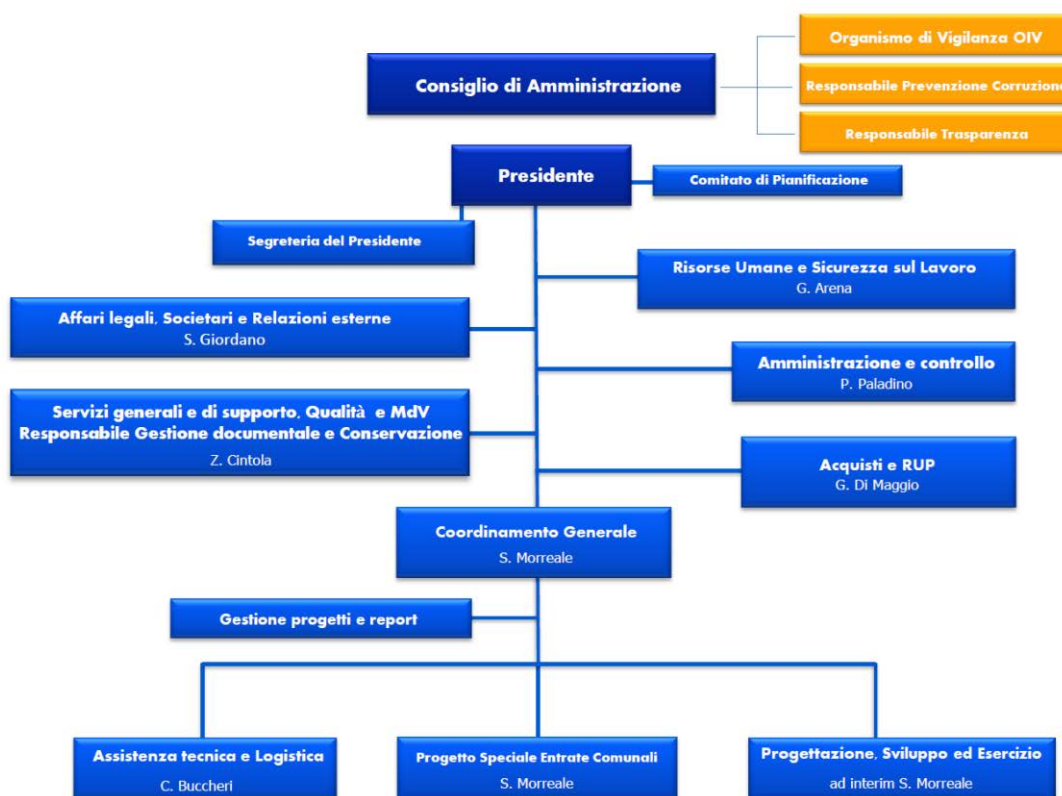 Organismo di Vigilanza OIV
Consiglio di Amministrazione
Responsabile Prevenzione Corruzione
Responsabile Trasparenza
Presidente
Comitato di Pianificazione
Segreteria del Presidente
Risorse Umane e Sicurezza sul Lavoro
G. Arena
Affari legali, Societari e Relazioni esterne
S. Giordano
Amministrazione e controllo
P. Paladino
Servizi generali e di supporto, Qualità e MdV
Responsabile Gestione documentale e Conservazione
Z. Cintola
Acquisti e RUP
G. Di Maggio
Coordinamento Generale
S. Morreale
Gestione progetti e report
Assistenza tecnica e Logistica
C. Buccheri
Progetto Speciale Entrate Comunali
S. Morreale
Progettazione, Sviluppo ed Esercizio
ad interim S. Morreale